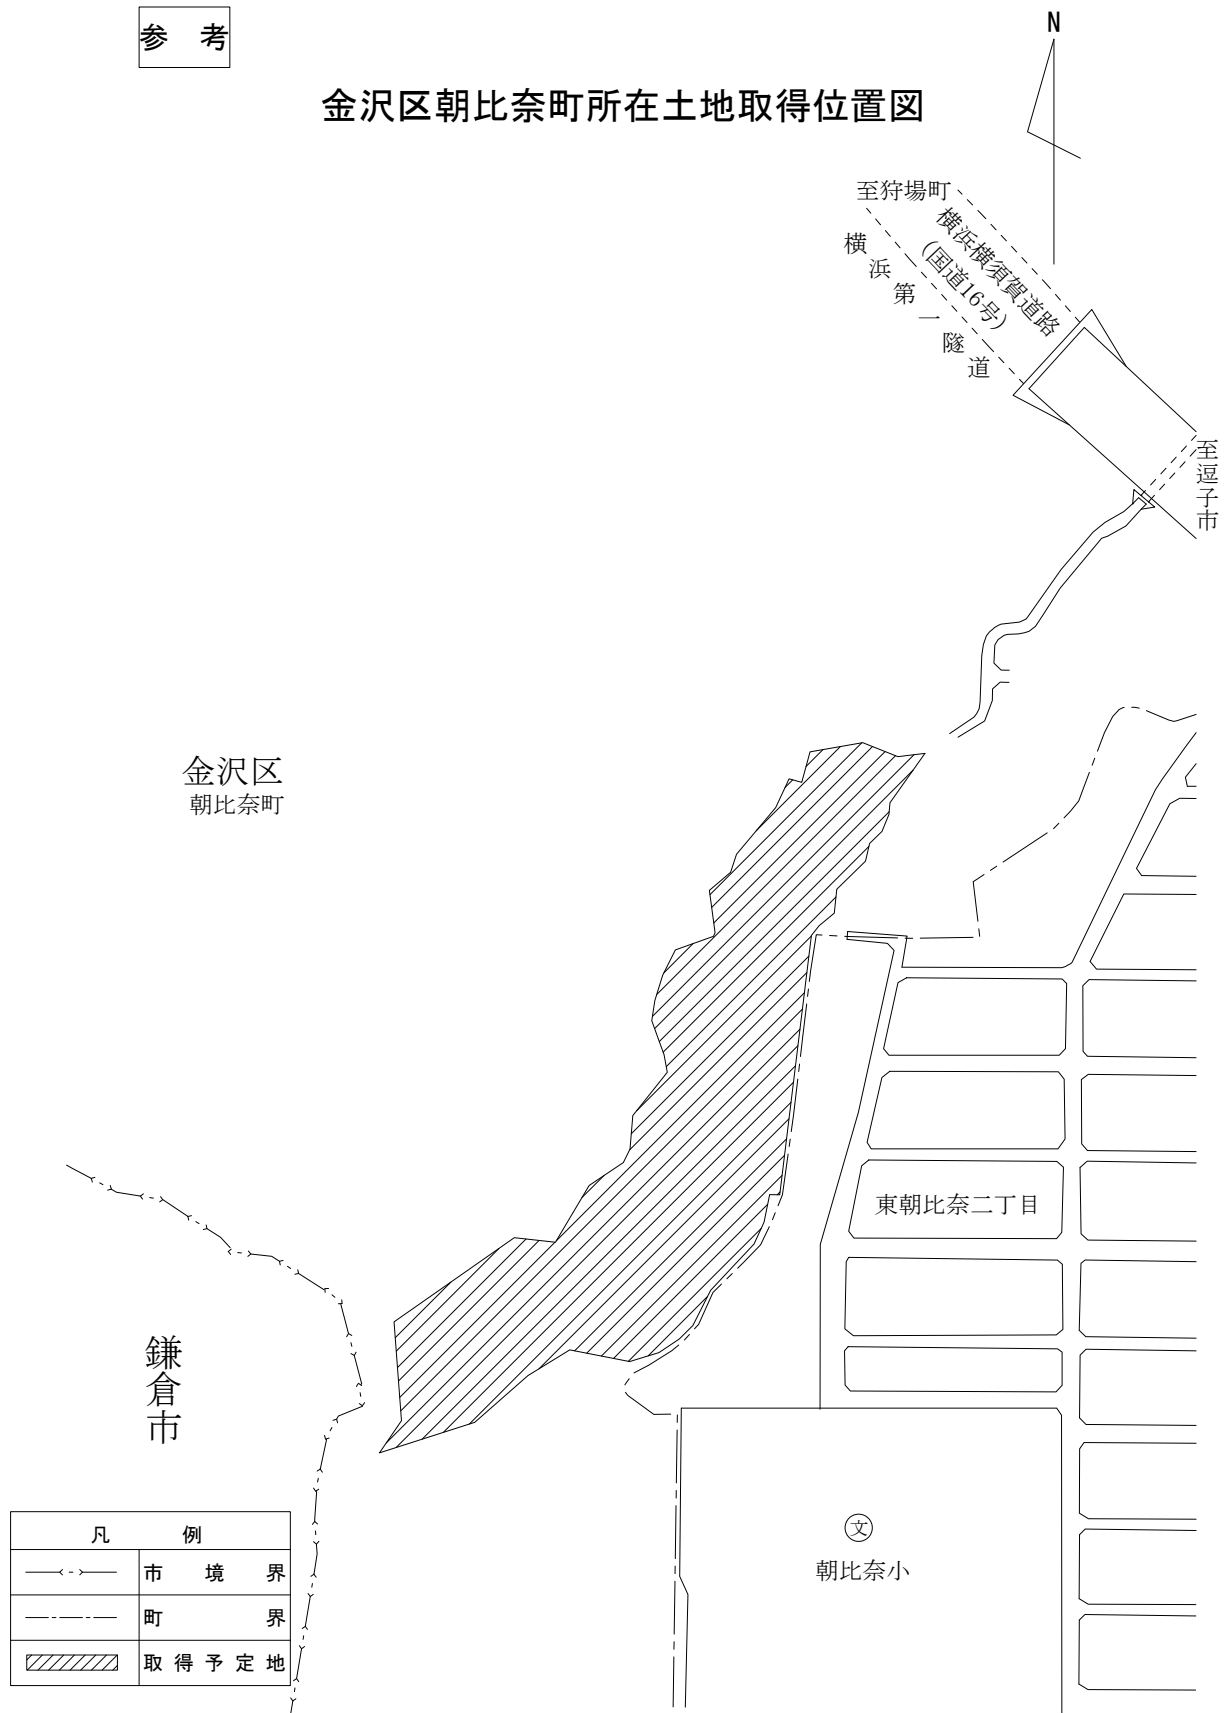 参 考
金沢区朝比奈町所在土地取得位置図
N
至狩場町
横浜横須賀道路
(国道16号)
横浜第一隧道
至逗子市
金沢区
朝比奈町
東朝比奈二丁目
鎌倉市
文
朝比奈小
凡 例
市 境 界
町 界
取 得 予 定 地